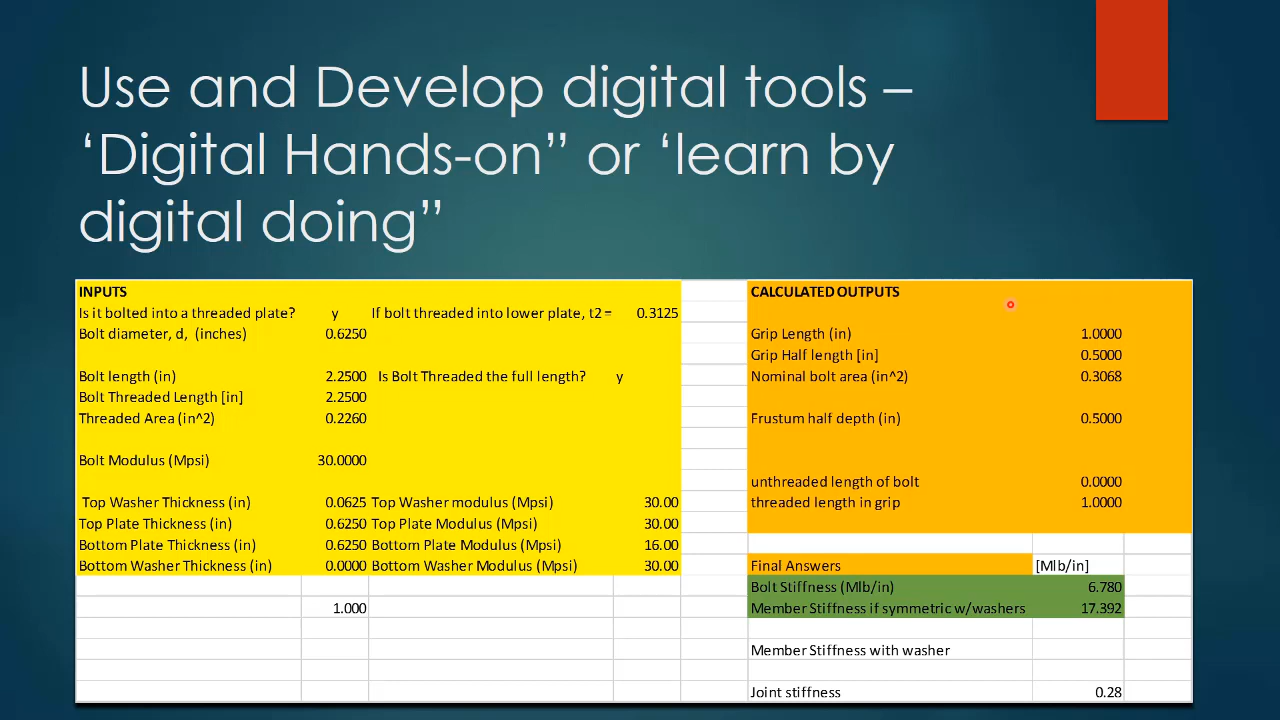 Use and Develop digital tools –
‘Digital Hands-on” or ‘learn by
digital doing”
INPUTS
Is it bolted into a threaded plate? y If bolt threaded into lower plate, t2 = 0.3125
Bolt diameter, d, (inches) 0.6250
Bolt length (in) 2.2500 Is Bolt Threaded the full length? y
Bolt Threaded Length [in] 2.2500
Threaded Area (in^2) 0.2260
Bolt Modulus (Mpsi) 30.0000
Top Washer Thickness (in) 0.0625 Top Washer modulus (Mpsi) 30.00
Top Plate Thickness (in) 0.6250 Top Plate Modulus (Mpsi) 30.00
Bottom Plate Thickness (in) 0.6250 Bottom Plate Modulus (Mpsi) 16.00
Bottom Washer Thickness (in) 0.0000 Bottom Washer Modulus (Mpsi) 30.00
1.000
CALCULATED OUTPUTS
Grip Length (in) 1.0000
Grip Half length [in] 0.5000
Nominal bolt area (in^2) 0.3068
Frustum half depth (in) 0.5000
unthreaded length of bolt 0.0000
threaded length in grip 1.0000
Final Answers [Mlb/in]
Bolt Stiffness (Mlb/in) 6.780
Member Stiffness if symmetric w/washers 17.392
Member Stiffness with washer
Joint stiffness 0.28